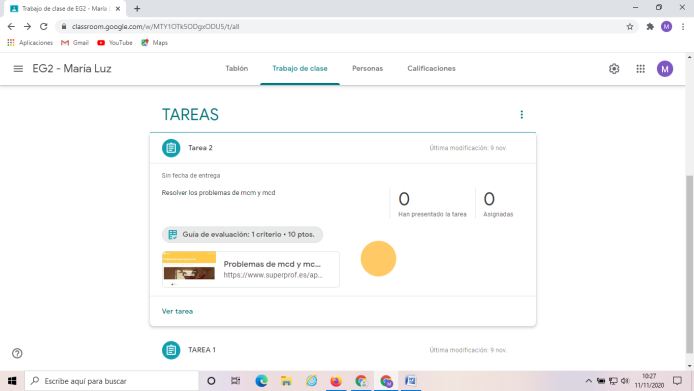 Trabajo de clase de EG2 - María
classroom.google.com/w/MTY1OTk5ODgxODU5/t/all
Aplicaciones Gmail YouTube Maps
EG2 - María Luz Tablón Trabajo de clase Personas Calificaciones M
TAREAS
Tarea 2 Última modificación: 9 nov.
Sin fecha de entrega
Resolver los problemas de mcm y mcd
0 0
Han presentado la tarea Asignadas
Guía de evaluación: 1 criterio • 10 ptos.
Problemas de mcd y mc...
https://www.superprof.es/ap...
Ver tarea
TAREA 1 Última modificación: 9 nov.
Escribe aquí para buscar
10:27
11/11/2020